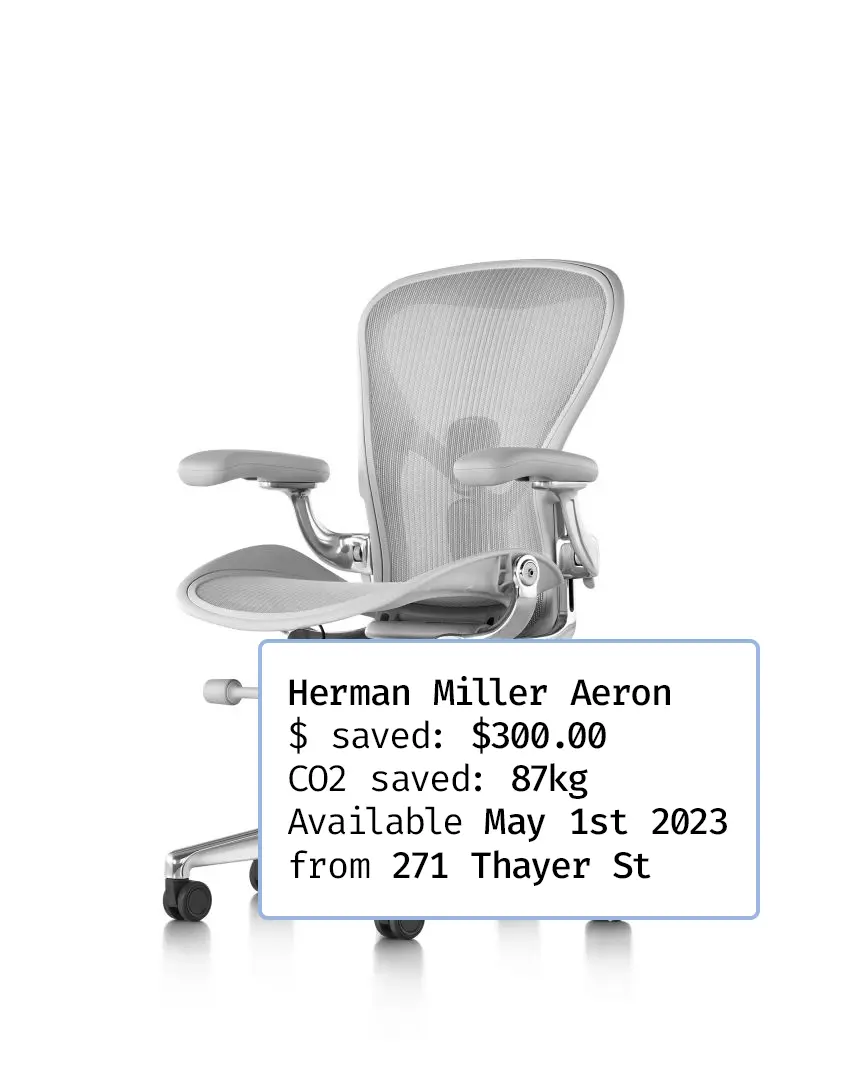 Herman Miller Aeron
$ saved: $300.00
CO2 saved: 87kg
Available May 1st 2023
from 271 Thayer St